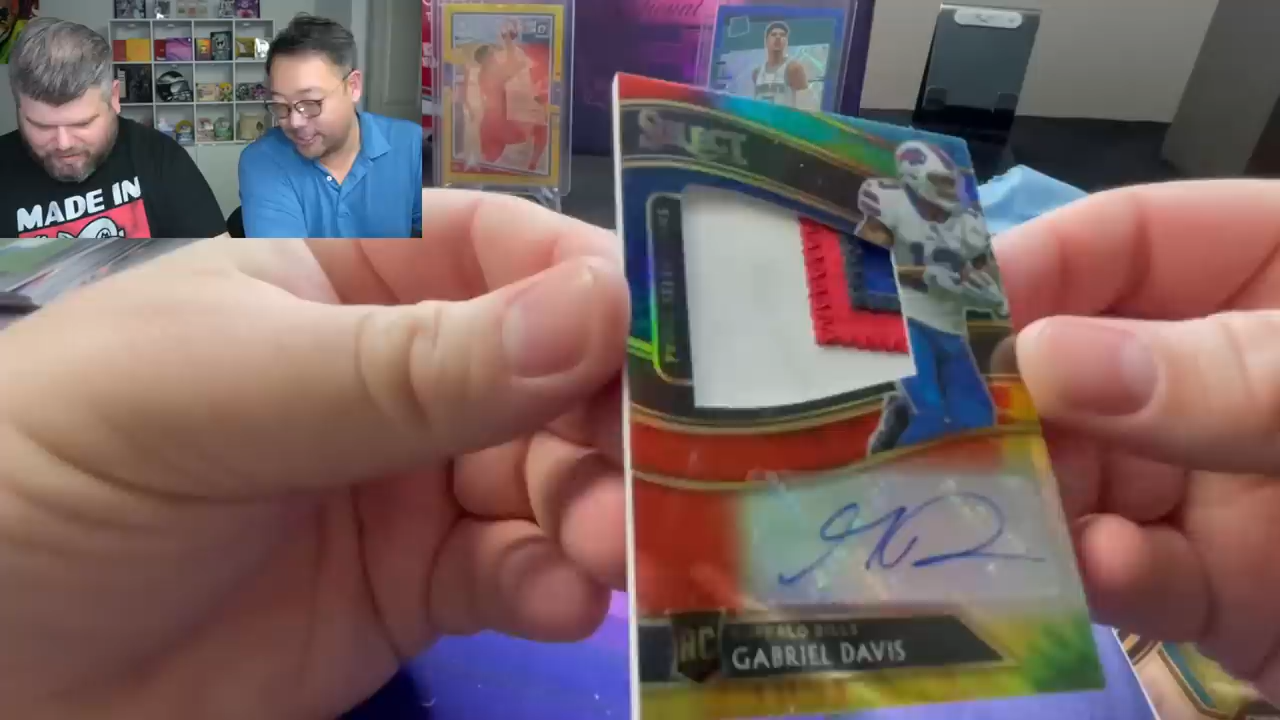 MADE IN
SELECT
RC
BUFFALO BILLS
GABRIEL DAVIS